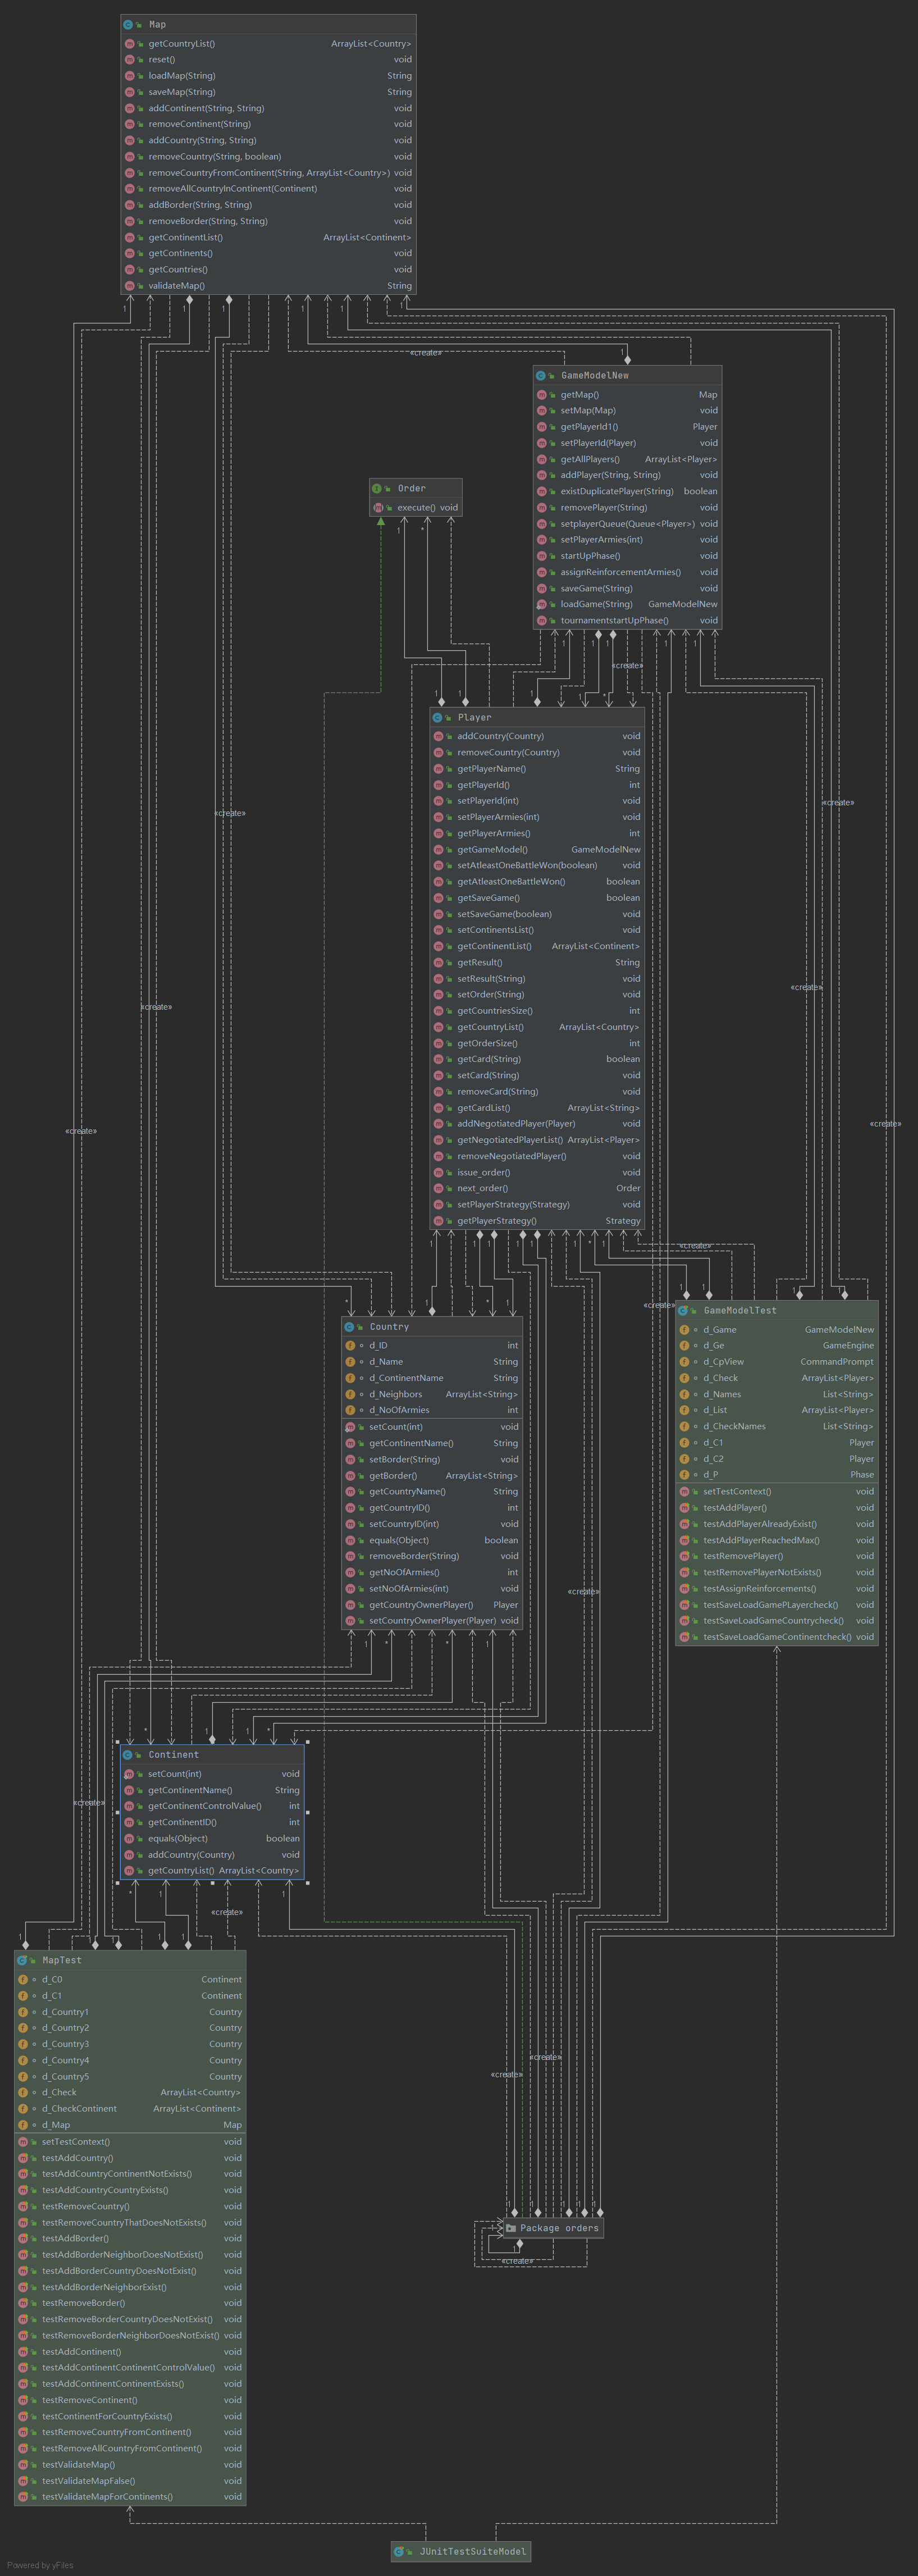 Map
getCountryList() ArrayList<Country>
reset() void
loadMap(String) String
saveMap(String) String
addContinent(String, String) void
removeContinent(String) void
addCountry(String, String) void
removeCountry(String, boolean) void
removeCountryFromContinent(String, ArrayList<Country>) void
removeAllCountryInContinent(Continent) void
addBorder(String, String) void
removeBorder(String, String) void
getContinentList() ArrayList<Continent>
getContinents() void
getCountries() void
validateMap() String
«create»
GameModelNew
getMap() Map
setMap(Map) void
getPlayerId1() Player
setPlayerId(Player) void
getAllPlayers() ArrayList<Player>
addPlayer(String, String) void
existDuplicatePlayer(String) boolean
removePlayer(String) void
setplayerQueue(Queue<Player>) void
setPlayerArmies(int) void
startUpPhase() void
assignReinforcementArmies() void
saveGame(String) void
loadGame(String) GameModelNew
tournamentstartUpPhase() void
Order
execute() void
«create»
Player
addCountry(Country) void
removeCountry(Country) void
getPlayerName() String
getPlayerId() int
setPlayerId(int) void
setPlayerArmies(int) void
getPlayerArmies() int
getGameModel() GameModelNew
setAtleastOneBattleWon(boolean) void
getAtleastOneBattleWon() boolean
getSaveGame() boolean
setSaveGame(boolean) void
setContinentsList() void
getContinentList() ArrayList<Continent>
getResult() String
setResult(String) void
setOrder(String) void
getCountriesSize() int
getCountryList() ArrayList<Country>
getOrderSize() int
getCard(String) boolean
setCard(String) void
removeCard(String) void
getCardList() ArrayList<String>
addNegotiatedPlayer(Player) void
getNegotiatedPlayerList() ArrayList<Player>
removeNegotiatedPlayer() void
issue_order() void
next_order() Order
setPlayerStrategy(Strategy) void
getPlayerStrategy() Strategy
«create»
«create»
«create»
«create»
«create»
«create»
«create»
«create»
Country
d_ID int
d_Name String
d_ContinentName String
d_Neighbors ArrayList<String>
d_NoOfArmies int
setCount(int) void
getContinentName() String
setBorder(String) void
getBorder() ArrayList<String>
getCountryName() String
getCountryID() int
setCountryID(int) void
equals(Object) boolean
removeBorder(String) void
getNoOfArmies() int
setNoOfArmies(int) void
getCountryOwnerPlayer() Player
setCountryOwnerPlayer(Player) void
GameModelTest
d_Game GameModelNew
d_Ge GameEngine
d_CpView CommandPrompt
d_Check ArrayList<Player>
d_Names List<String>
d_List ArrayList<Player>
d_CheckNames List<String>
d_C1 Player
d_C2 Player
d_P Phase
setTestContext() void
testAddPlayer() void
testAddPlayerAlreadyExist() void
testAddPlayerReachedMax() void
testRemovePlayer() void
testRemovePlayerNotExists() void
testAssignReinforcements() void
testSaveLoadGamePLayercheck() void
testSaveLoadGameCountrycheck() void
testSaveLoadGameContinentcheck() void
«create»
Continent
setCount(int) void
getContinentName() String
getContinentControlValue() int
getContinentID() int
equals(Object) boolean
addCountry(Country) void
getCountryList() ArrayList<Country>
«create»
«create»
MapTest
d_C0 Continent
d_C1 Continent
d_Country1 Country
d_Country2 Country
d_Country3 Country
d_Country4 Country
d_Country5 Country
d_Check ArrayList<Country>
d_CheckContinent ArrayList<Continent>
d_Map Map
setTestContext() void
testAddCountry() void
testAddCountryContinentNotExists() void
testAddCountryCountryExists() void
testRemoveCountry() void
testRemoveCountryThatDoesNotExists() void
testAddBorder() void
testAddBorderNeighborDoesNotExist() void
testAddBorderCountryDoesNotExist() void
testAddBorderNeighborExist() void
testRemoveBorder() void
testRemoveBorderCountryDoesNotExist() void
testRemoveBorderNeighborDoesNotExist() void
testAddContinent() void
testAddContinentContinentControlValue() void
testAddContinentContinentExists() void
testRemoveContinent() void
testContinentForCountryExists() void
testRemoveCountryFromContinent() void
testRemoveAllCountryFromContinent() void
testValidateMap() void
testValidateMapFalse() void
testValidateMapForContinents() void
«create»
«create»
Package orders
«create»
JUnitTestSuiteModel
Powered by yFiles